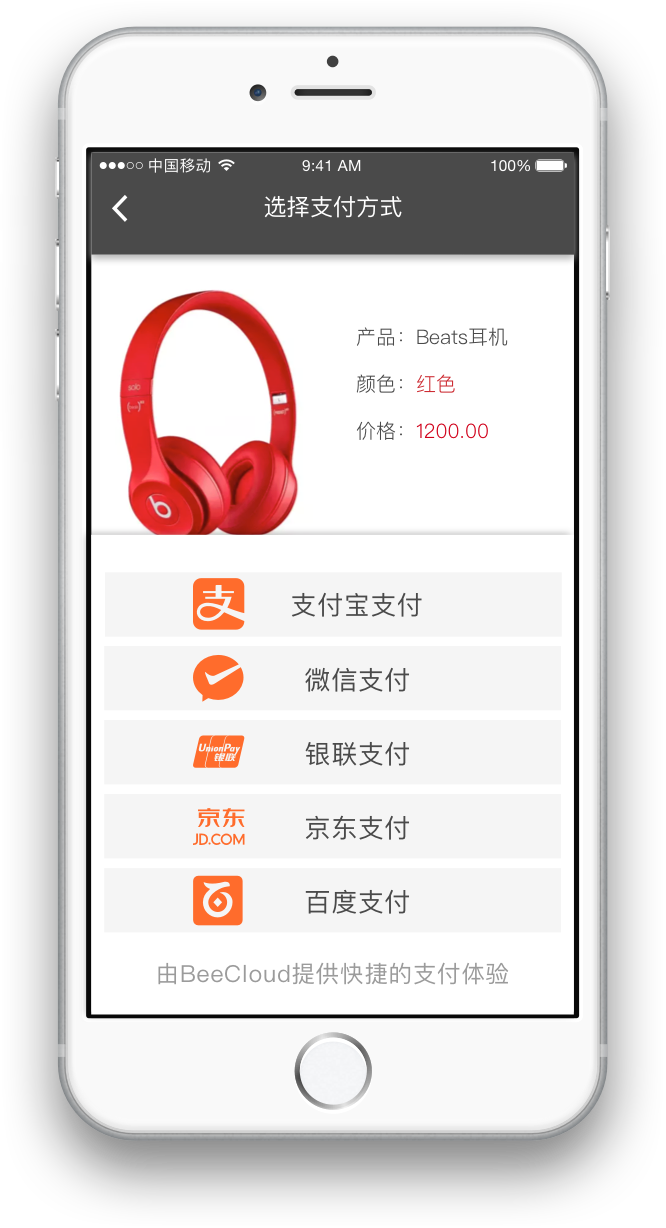 中国移动 9:41 AM 100%
选择支付方式
产品：Beats耳机
颜色：红色
价格：1200.00
solo
b
支 支付宝支付
微信支付
UnionPay
银联
银联支付
京东
JD.COM
京东支付
百度支付
由BeeCloud提供快捷的支付体验